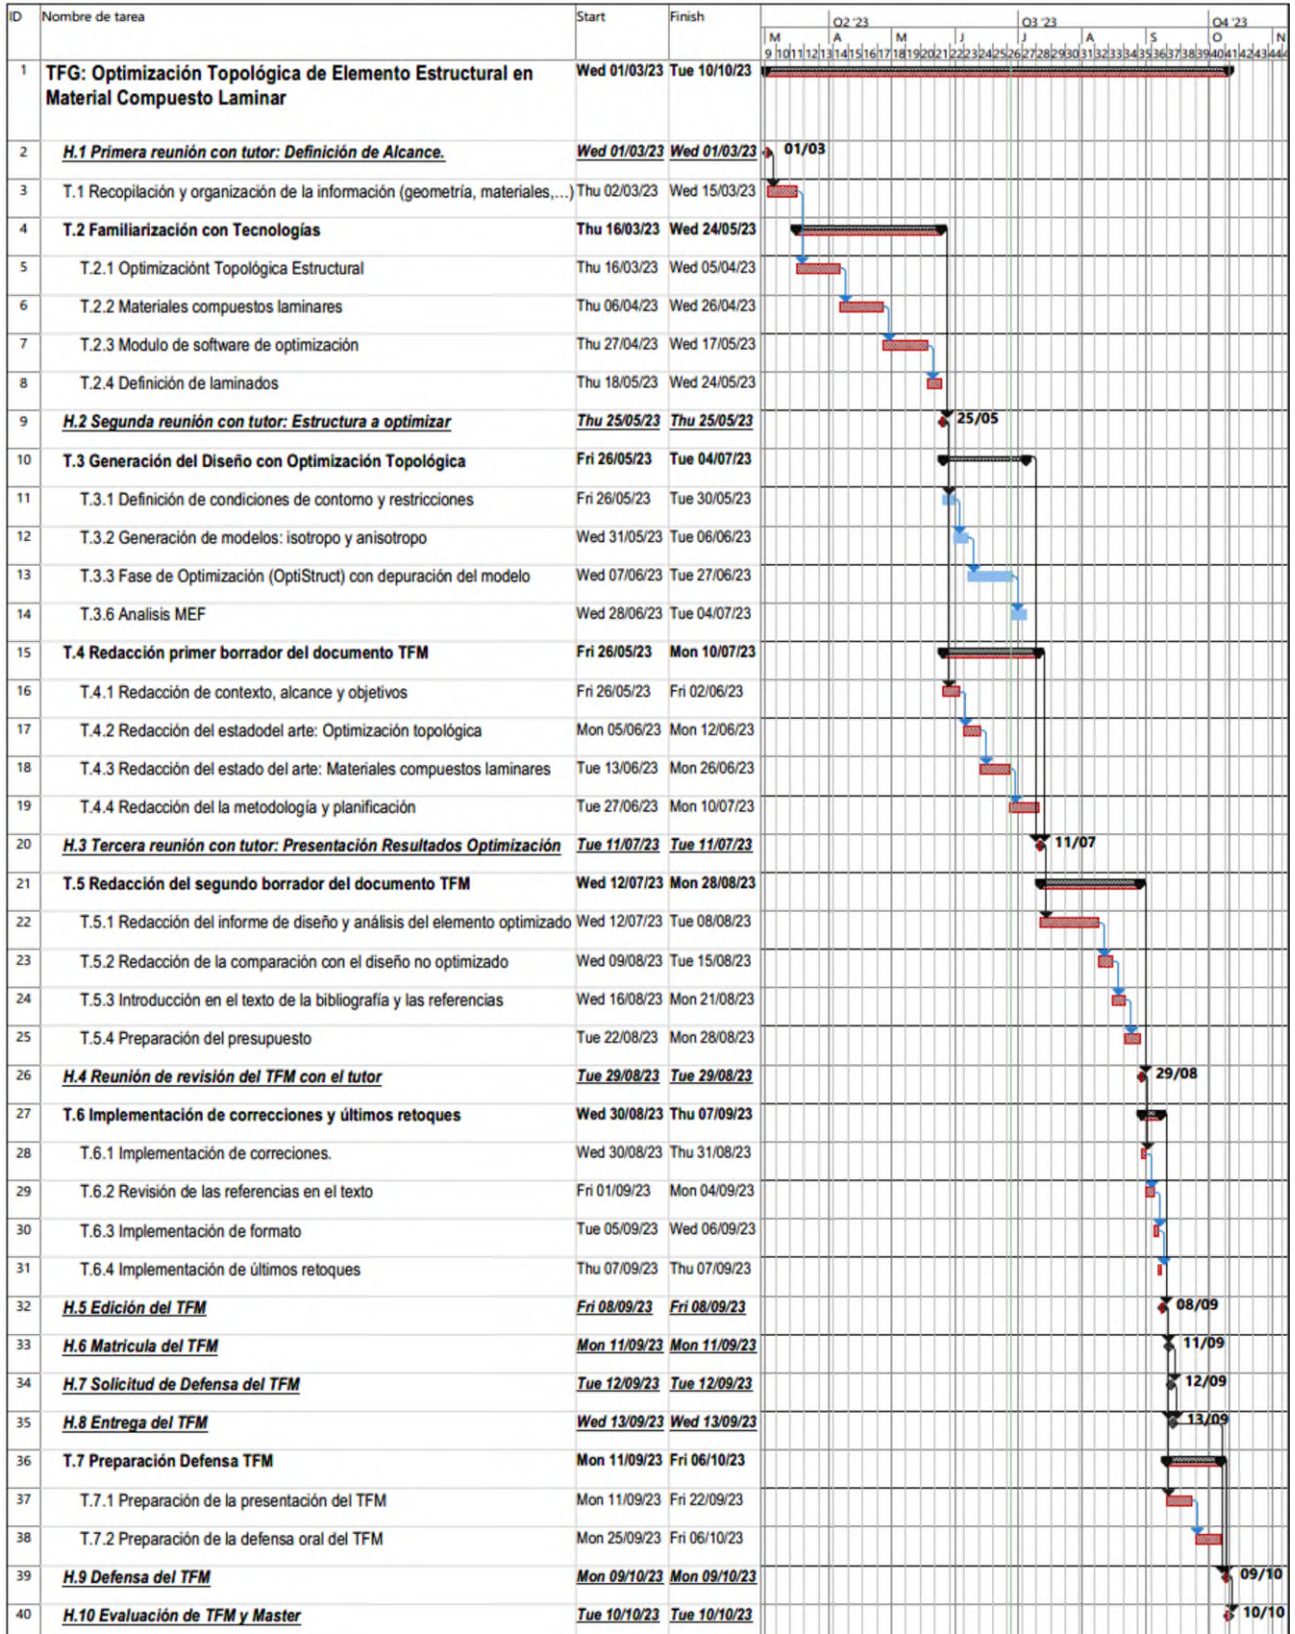 ID Nombre de tarea Start Finish Q2 '23 Q3 '23 Q4 '23
M A M J J A S O N
9 10 11 12 13 14 15 16 17 18 19 20 21 22 23 24 25 26 27 28 29 30 31 32 33 34 35 36 37 38 39 40 41 42 43 44
1 TFG: Optimización Topológica de Elemento Estructural en Wed 01/03/23 Tue 10/10/23
Material Compuesto Laminar
2 H.1 Primera reunión con tutor: Definición de Alcance. Wed 01/03/23 Wed 01/03/23 01/03
3 T.1 Recopilación y organización de la información (geometría, materiales,...) Thu 02/03/23 Wed 15/03/23
4 T.2 Familiarización con Tecnologías Thu 16/03/23 Wed 24/05/23
5 T.2.1 Optimizaciónt Topológica Estructural Thu 16/03/23 Wed 05/04/23
6 T.2.2 Materiales compuestos laminares Thu 06/04/23 Wed 26/04/23
7 T.2.3 Modulo de software de optimización Thu 27/04/23 Wed 17/05/23
8 T.2.4 Definición de laminados Thu 18/05/23 Wed 24/05/23
9 H.2 Segunda reunión con tutor: Estructura a optimizar Thu 25/05/23 Thu 25/05/23 25/05
10 T.3 Generación del Diseño con Optimización Topológica Fri 26/05/23 Tue 04/07/23
11 T.3.1 Definición de condiciones de contorno y restricciones Fri 26/05/23 Tue 30/05/23
12 T.3.2 Generación de modelos: isotropo y anisotropo Wed 31/05/23 Tue 06/06/23
13 T.3.3 Fase de Optimización (OptiStruct) con depuración del modelo Wed 07/06/23 Tue 27/06/23
14 T.3.6 Analisis MEF Wed 28/06/23 Tue 04/07/23
15 T.4 Redacción primer borrador del documento TFM Fri 26/05/23 Mon 10/07/23
16 T.4.1 Redacción de contexto, alcance y objetivos Fri 26/05/23 Fri 02/06/23
17 T.4.2 Redacción del estadodel arte: Optimización topológica Mon 05/06/23 Mon 12/06/23
18 T.4.3 Redacción del estado del arte: Materiales compuestos laminares Tue 13/06/23 Mon 26/06/23
19 T.4.4 Redacción del la metodología y planificación Tue 27/06/23 Mon 10/07/23
20 H.3 Tercera reunión con tutor: Presentación Resultados Optimización Tue 11/07/23 Tue 11/07/23 11/07
21 T.5 Redacción del segundo borrador del documento TFM Wed 12/07/23 Mon 28/08/23
22 T.5.1 Redacción del informe de diseño y análisis del elemento optimizado Wed 12/07/23 Tue 08/08/23
23 T.5.2 Redacción de la comparación con el diseño no optimizado Wed 09/08/23 Tue 15/08/23
24 T.5.3 Introducción en el texto de la bibliografía y las referencias Wed 16/08/23 Mon 21/08/23
25 T.5.4 Preparación del presupuesto Tue 22/08/23 Mon 28/08/23
26 H.4 Reunión de revisión del TFM con el tutor Tue 29/08/23 Tue 29/08/23 29/08
27 T.6 Implementación de correcciones y últimos retoques Wed 30/08/23 Thu 07/09/23
28 T.6.1 Implementación de correciones. Wed 30/08/23 Thu 31/08/23
29 T.6.2 Revisión de las referencias en el texto Fri 01/09/23 Mon 04/09/23
30 T.6.3 Implementación de formato Tue 05/09/23 Wed 06/09/23
31 T.6.4 Implementación de últimos retoques Thu 07/09/23 Thu 07/09/23
32 H.5 Edición del TFM Fri 08/09/23 Fri 08/09/23 08/09
33 H.6 Matricula del TFM Mon 11/09/23 Mon 11/09/23 11/09
34 H.7 Solicitud de Defensa del TFM Tue 12/09/23 Tue 12/09/23 12/09
35 H.8 Entrega del TFM Wed 13/09/23 Wed 13/09/23 13/09
36 T.7 Preparación Defensa TFM Mon 11/09/23 Fri 06/10/23
37 T.7.1 Preparación de la presentación del TFM Mon 11/09/23 Fri 22/09/23
38 T.7.2 Preparación de la defensa oral del TFM Mon 25/09/23 Fri 06/10/23
39 H.9 Defensa del TFM Mon 09/10/23 Mon 09/10/23 09/10
40 H.10 Evaluación de TFM y Master Tue 10/10/23 Tue 10/10/23 10/10